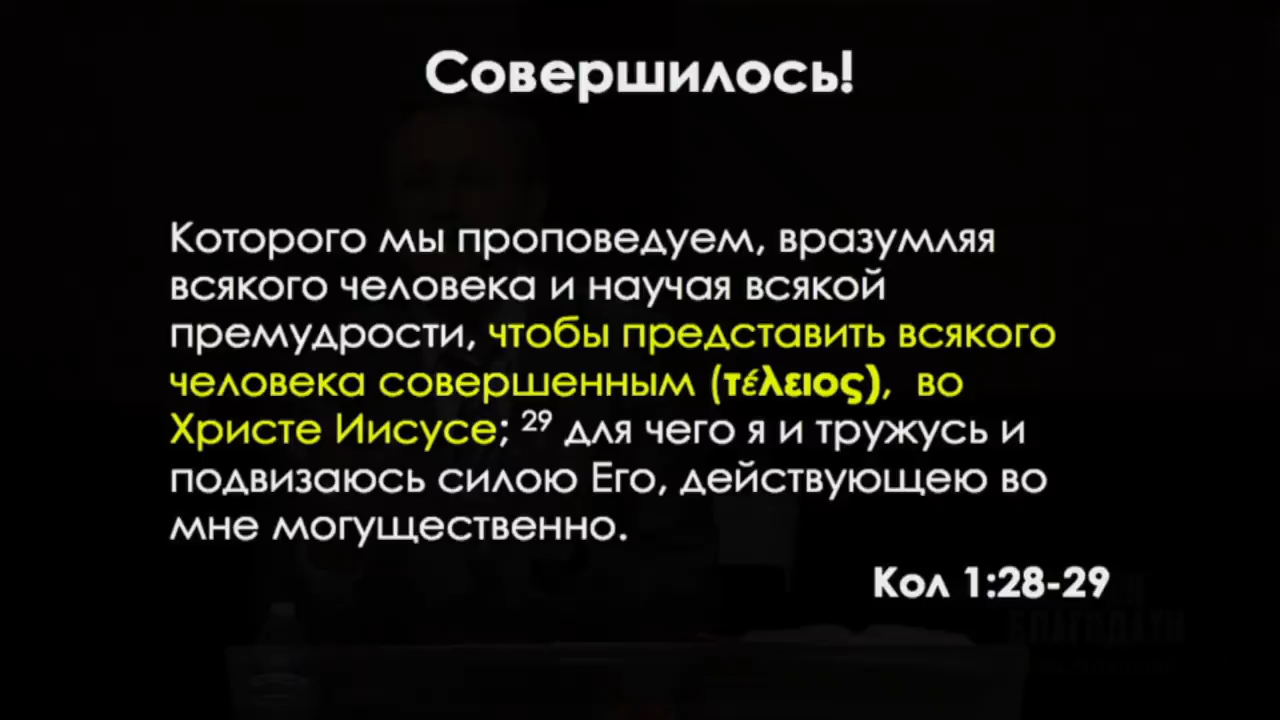 Совершилось!
Которого мы проповедуем, вразумляя
всякого человека и научая всякой
премудрости, чтобы представить всякого
человека совершенным (τέλειος),  во
Христе Иисусе; ²⁹ для чего я и тружусь и
подвизаюсь силою Его, действующею во
мне могущественно.
Кол 1:28-29